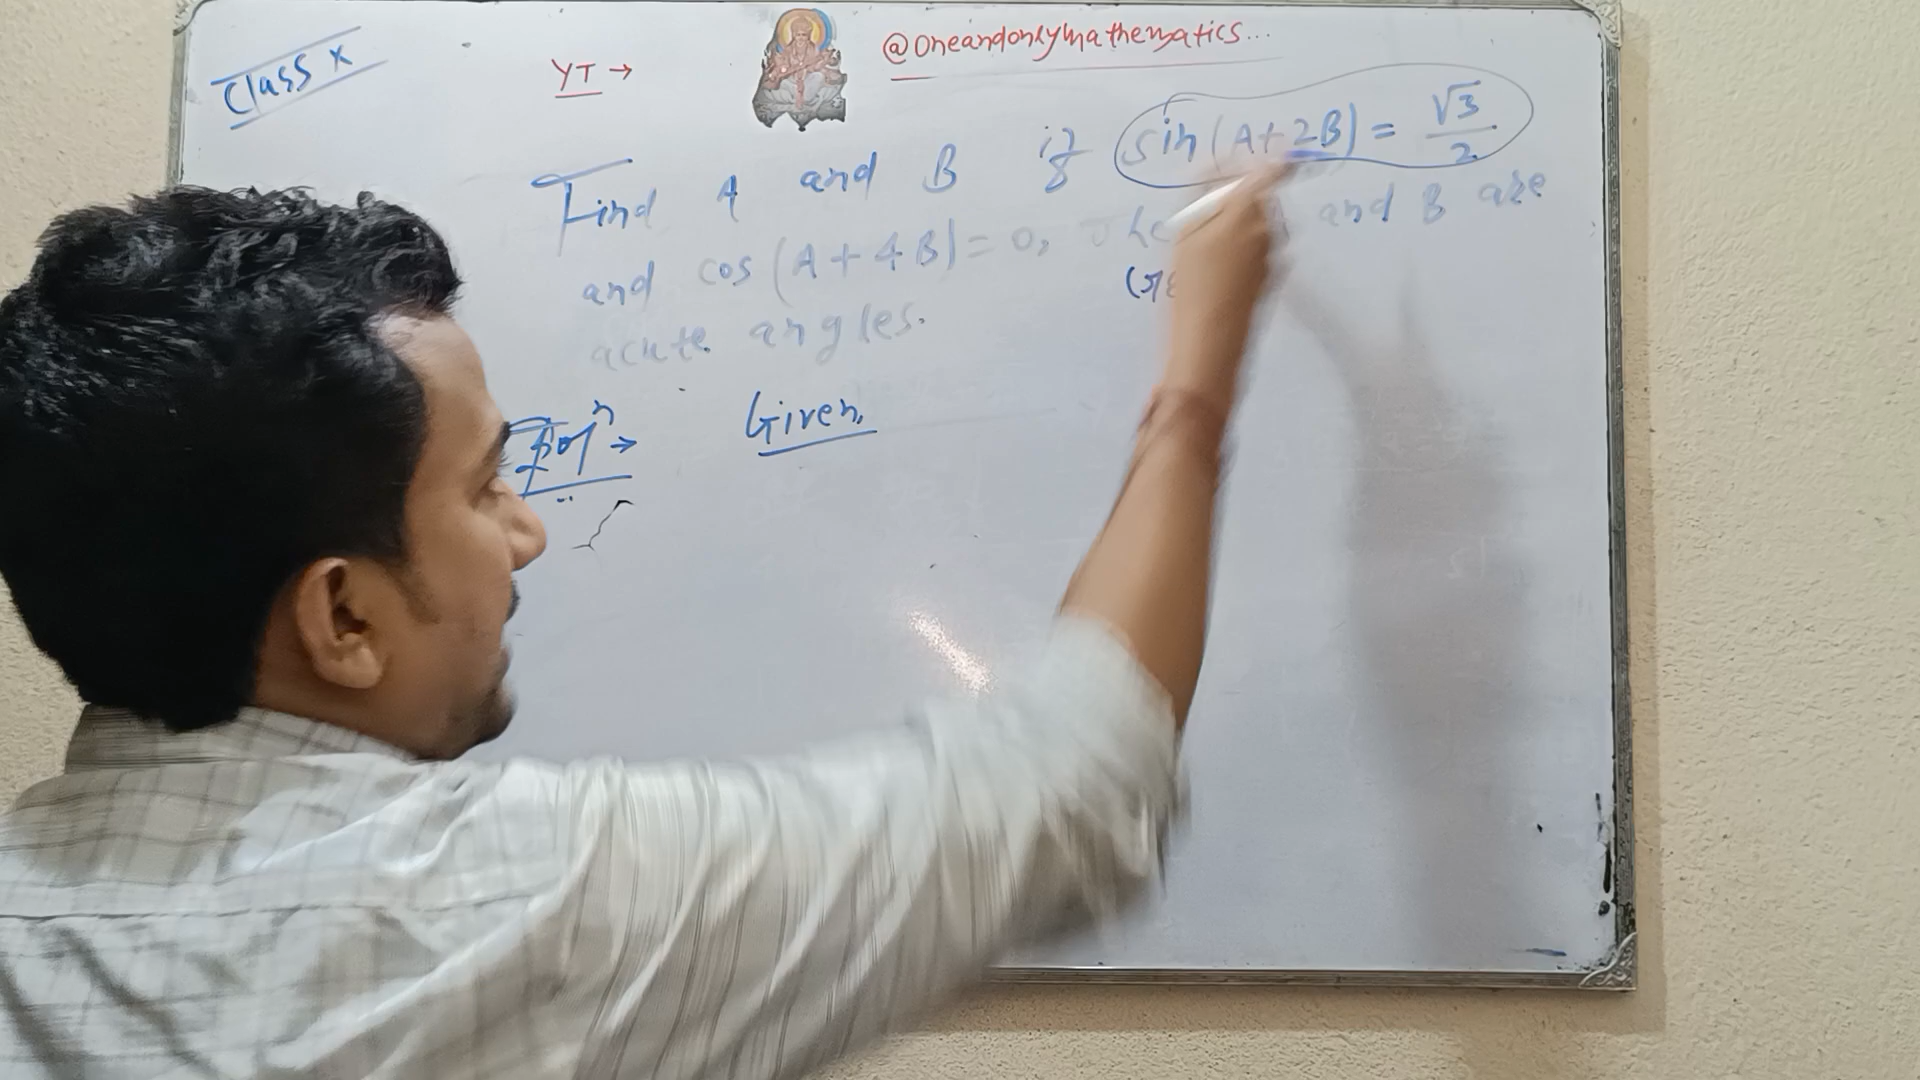 Class X
YT →
@Oneandonlymathematics...
Find A and B if sin(A+2B) = √3/2
and cos(A+4B)=0, and B are
acute angles.
Solⁿ → Given,